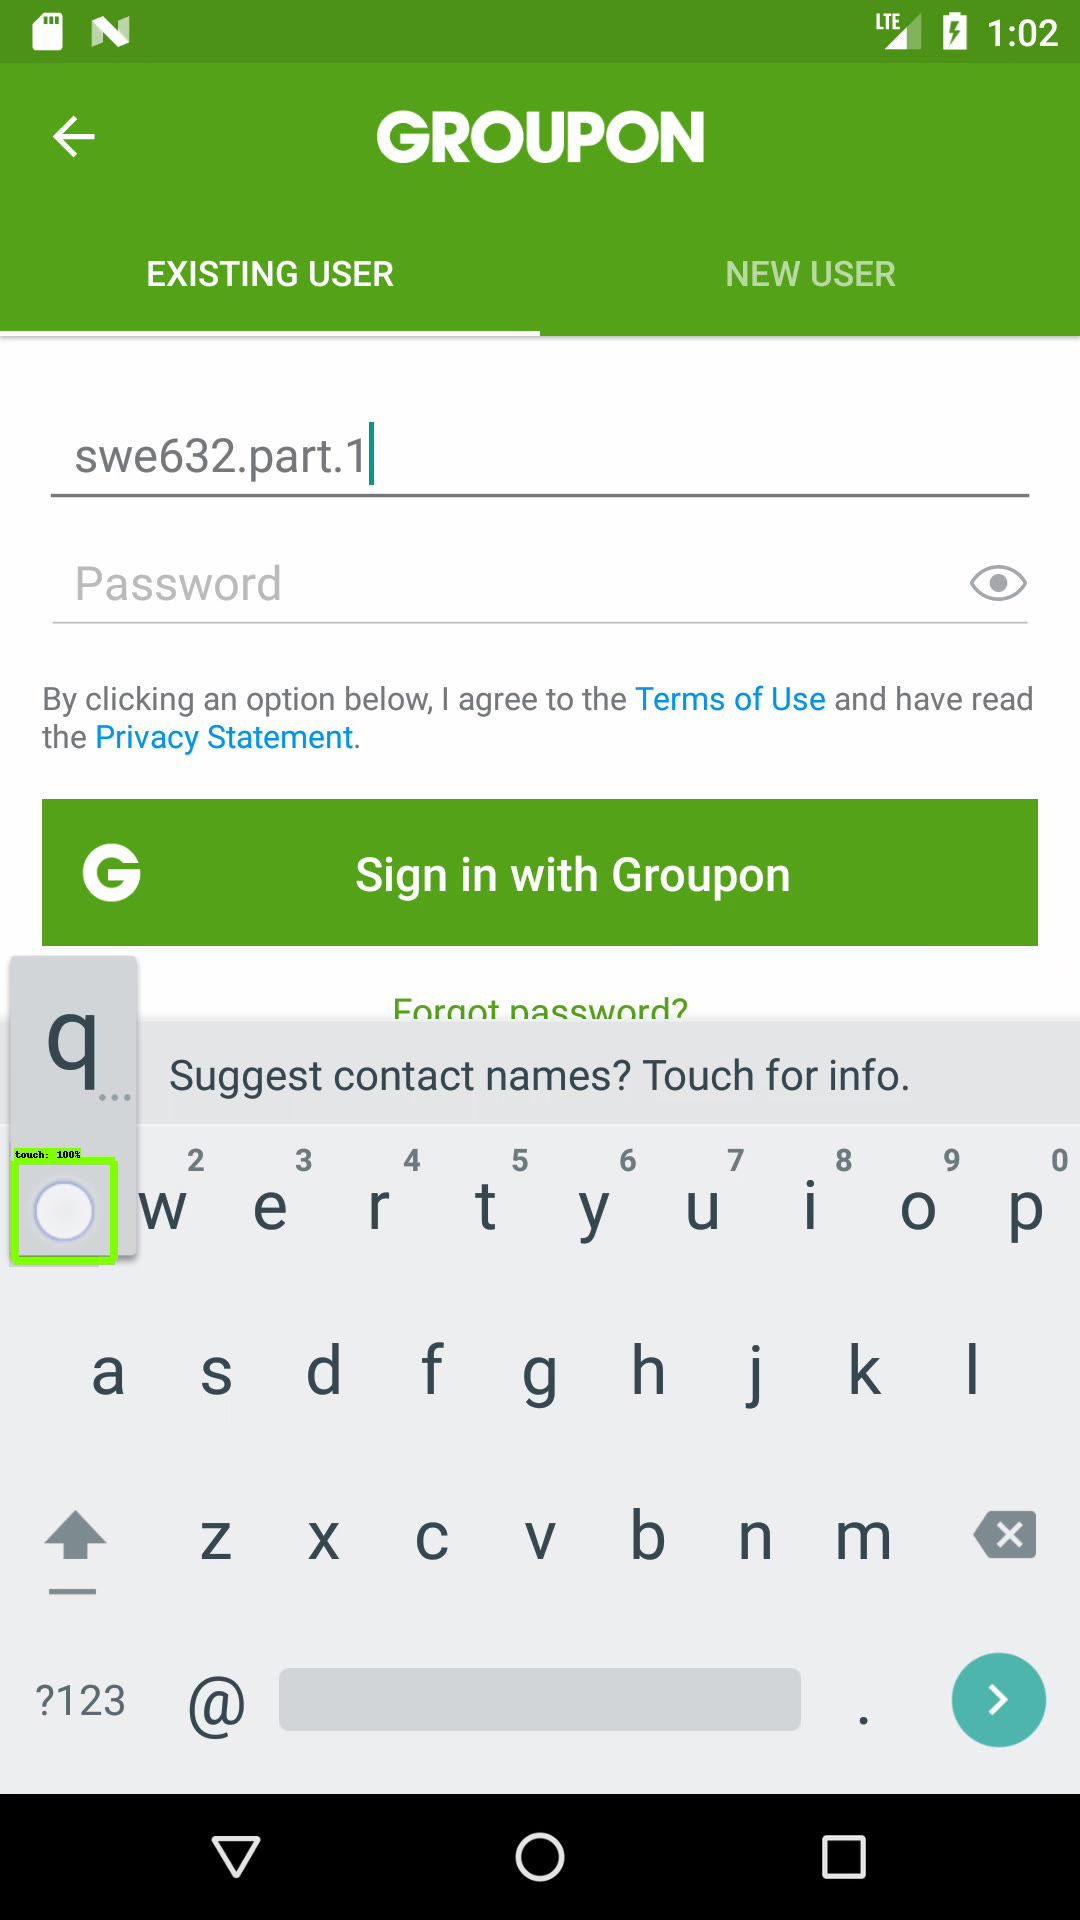 LTE 1:02
GROUPON
EXISTING USER NEW USER
swe632.part.1
Password
By clicking an option below, I agree to the Terms of Use and have read
the Privacy Statement.
G Sign in with Groupon
Forgot password?
q...
Suggest contact names? Touch for info.
touch: 100%
2 3 4 5 6 7 8 9 0
w e r t y u i o p
a s d f g h j k l
z x c v b n m
?123 @ .